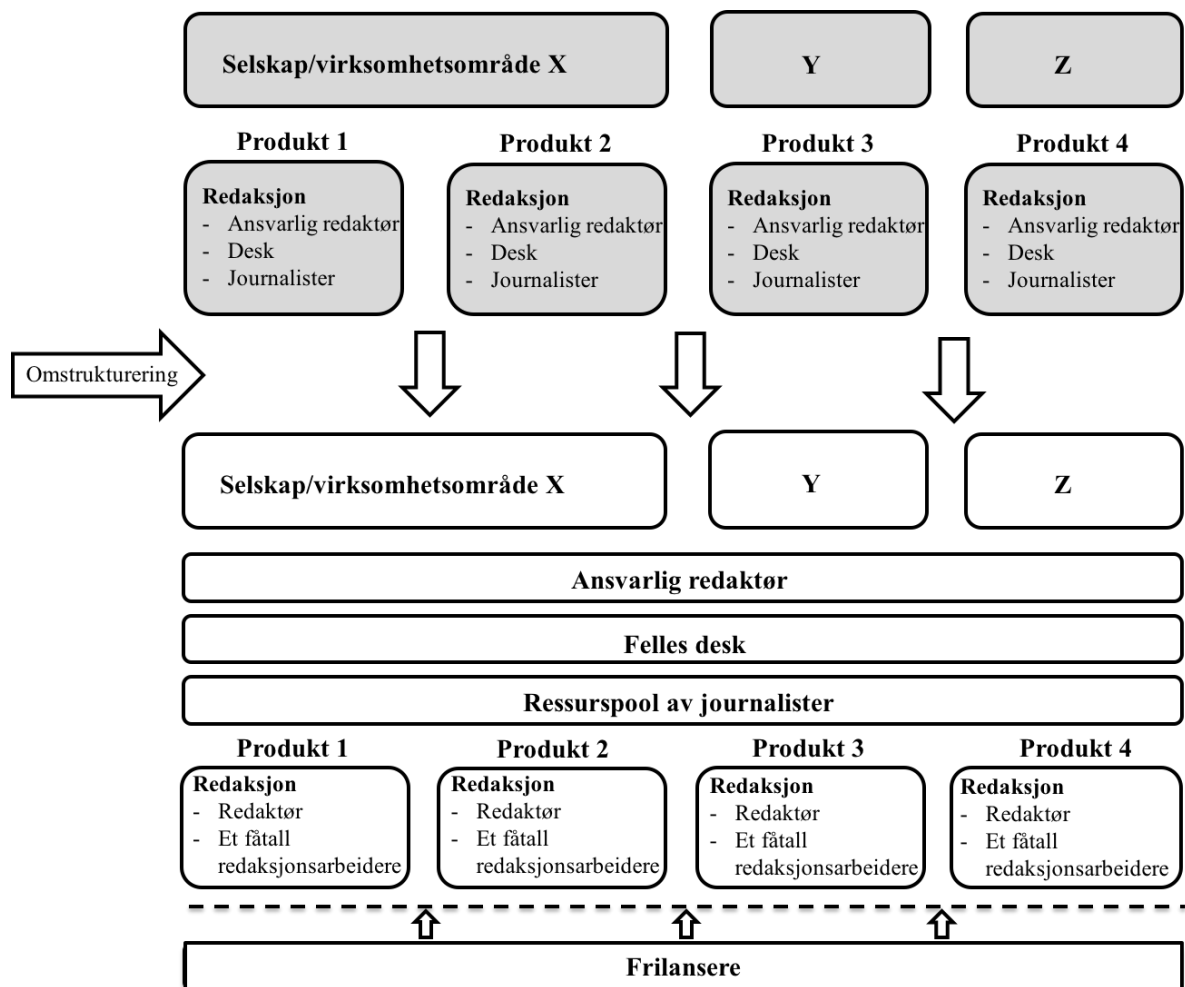 Selskap/virksomhetsområde X
Y
Z
Produkt 1
Produkt 2
Produkt 3
Produkt 4
Redaksjon
- Ansvarlig redaktør
- Desk
- Journalister
Redaksjon
- Ansvarlig redaktør
- Desk
- Journalister
Redaksjon
- Ansvarlig redaktør
- Desk
- Journalister
Redaksjon
- Ansvarlig redaktør
- Desk
- Journalister
Omstrukturering
Selskap/virksomhetsområde X
Y
Z
Ansvarlig redaktør
Felles desk
Ressurspool av journalister
Produkt 1
Produkt 2
Produkt 3
Produkt 4
Redaksjon
- Redaktør
- Et fåtall
redaksjonsarbeidere
Redaksjon
- Redaktør
- Et fåtall
redaksjonsarbeidere
Redaksjon
- Redaktør
- Et fåtall
redaksjonsarbeidere
Redaksjon
- Redaktør
- Et fåtall
redaksjonsarbeidere
Frilansere